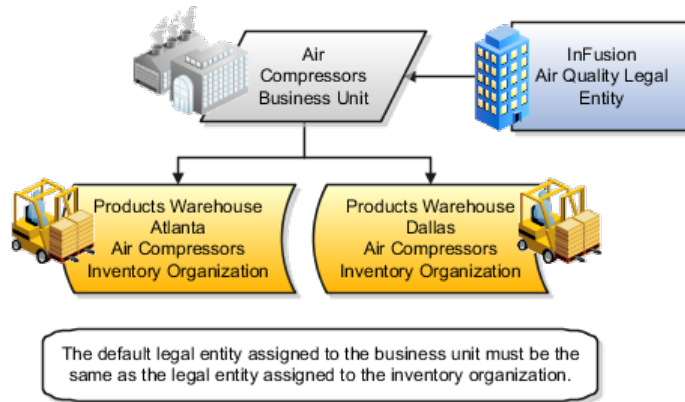 Air
Compressors
Business Unit
InFusion
Air Quality Legal
Entity
Products Warehouse
Atlanta
Air Compressors
Inventory Organization
Products Warehouse
Dallas
Air Compressors
Inventory Organization
The default legal entity assigned to the business unit must be the
same as the legal entity assigned to the inventory organization.